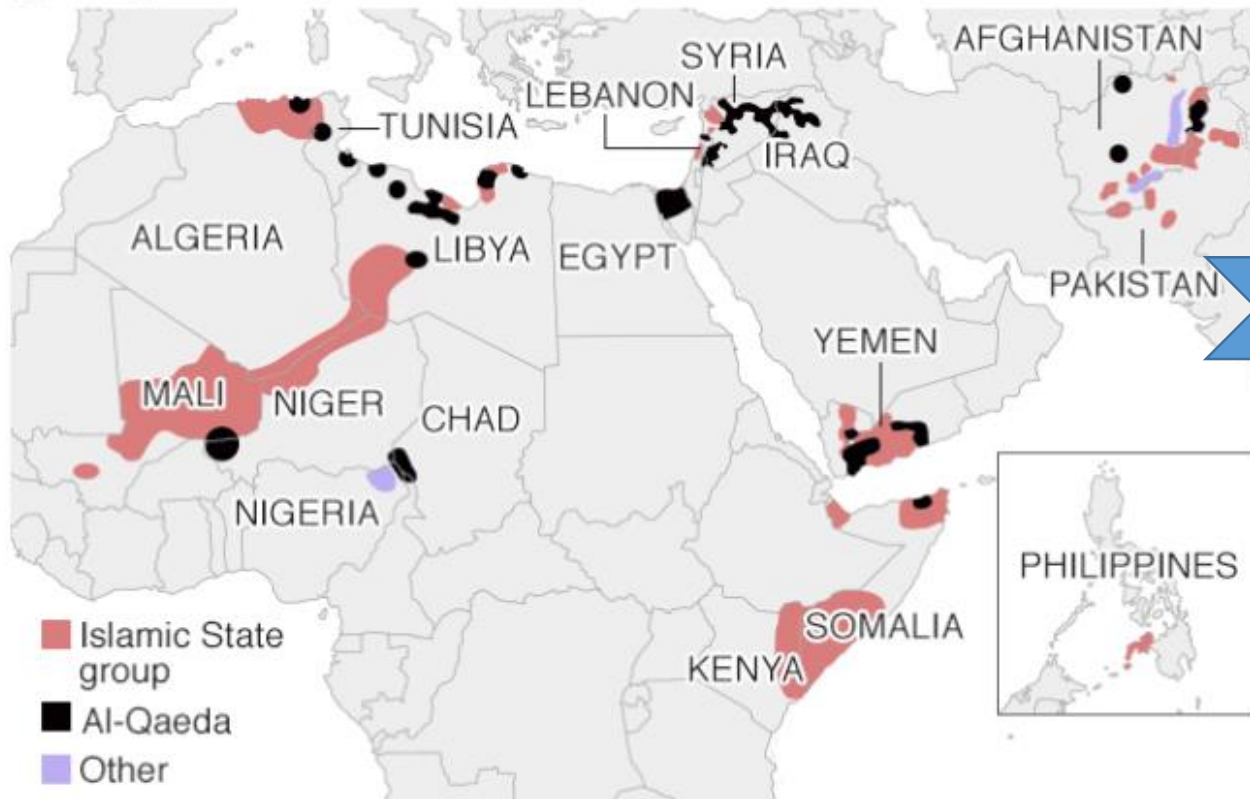 AFGHANISTAN
SYRIA
LEBANON
TUNISIA
IRAQ
ALGERIA
LIBYA
EGYPT
PAKISTAN
YEMEN
MALI
NIGER
CHAD
NIGERIA
PHILIPPINES
SOMALIA
KENYA
Islamic State
group
Al-Qaeda
Other